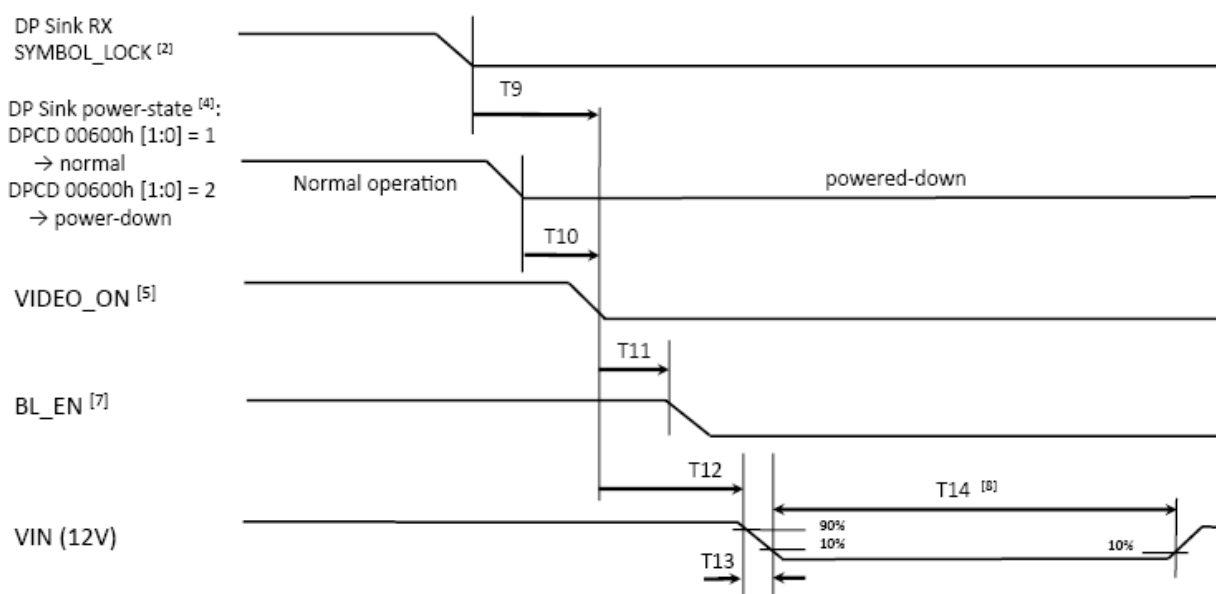 DP Sink RX
SYMBOL_LOCK [2]
T9
DP Sink power-state [4]:
DPCD 00600h [1:0] = 1
→ normal
DPCD 00600h [1:0] = 2
→ power-down
Normal operation
powered-down
T10
VIDEO_ON [5]
T11
BL_EN [7]
T12
T14 [8]
VIN (12V)
90%
10%
10%
T13